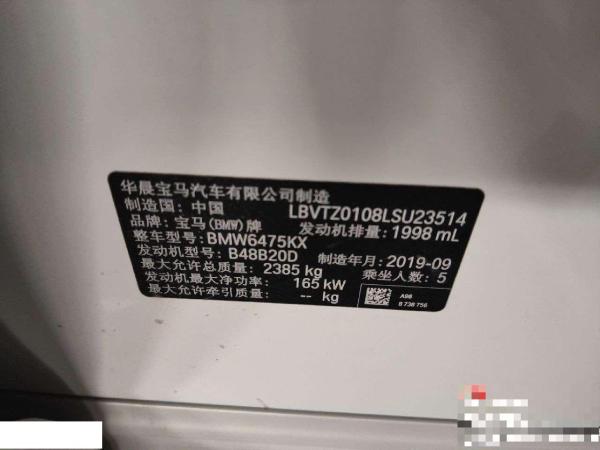 华晨宝马汽车有限公司制造
制造国：中国 LBVTZ0108LSU23514
品牌：宝马(BMW)牌 发动机排量：1998 mL
整车型号：BMW6475KX
发动机型号：B48B20D 制造年月：2019-09
最大允许总质量：2385 kg 乘坐人数：5
发动机最大净功率：165 kW
最大允许牵引质量：-- kg
A98
8 738 756